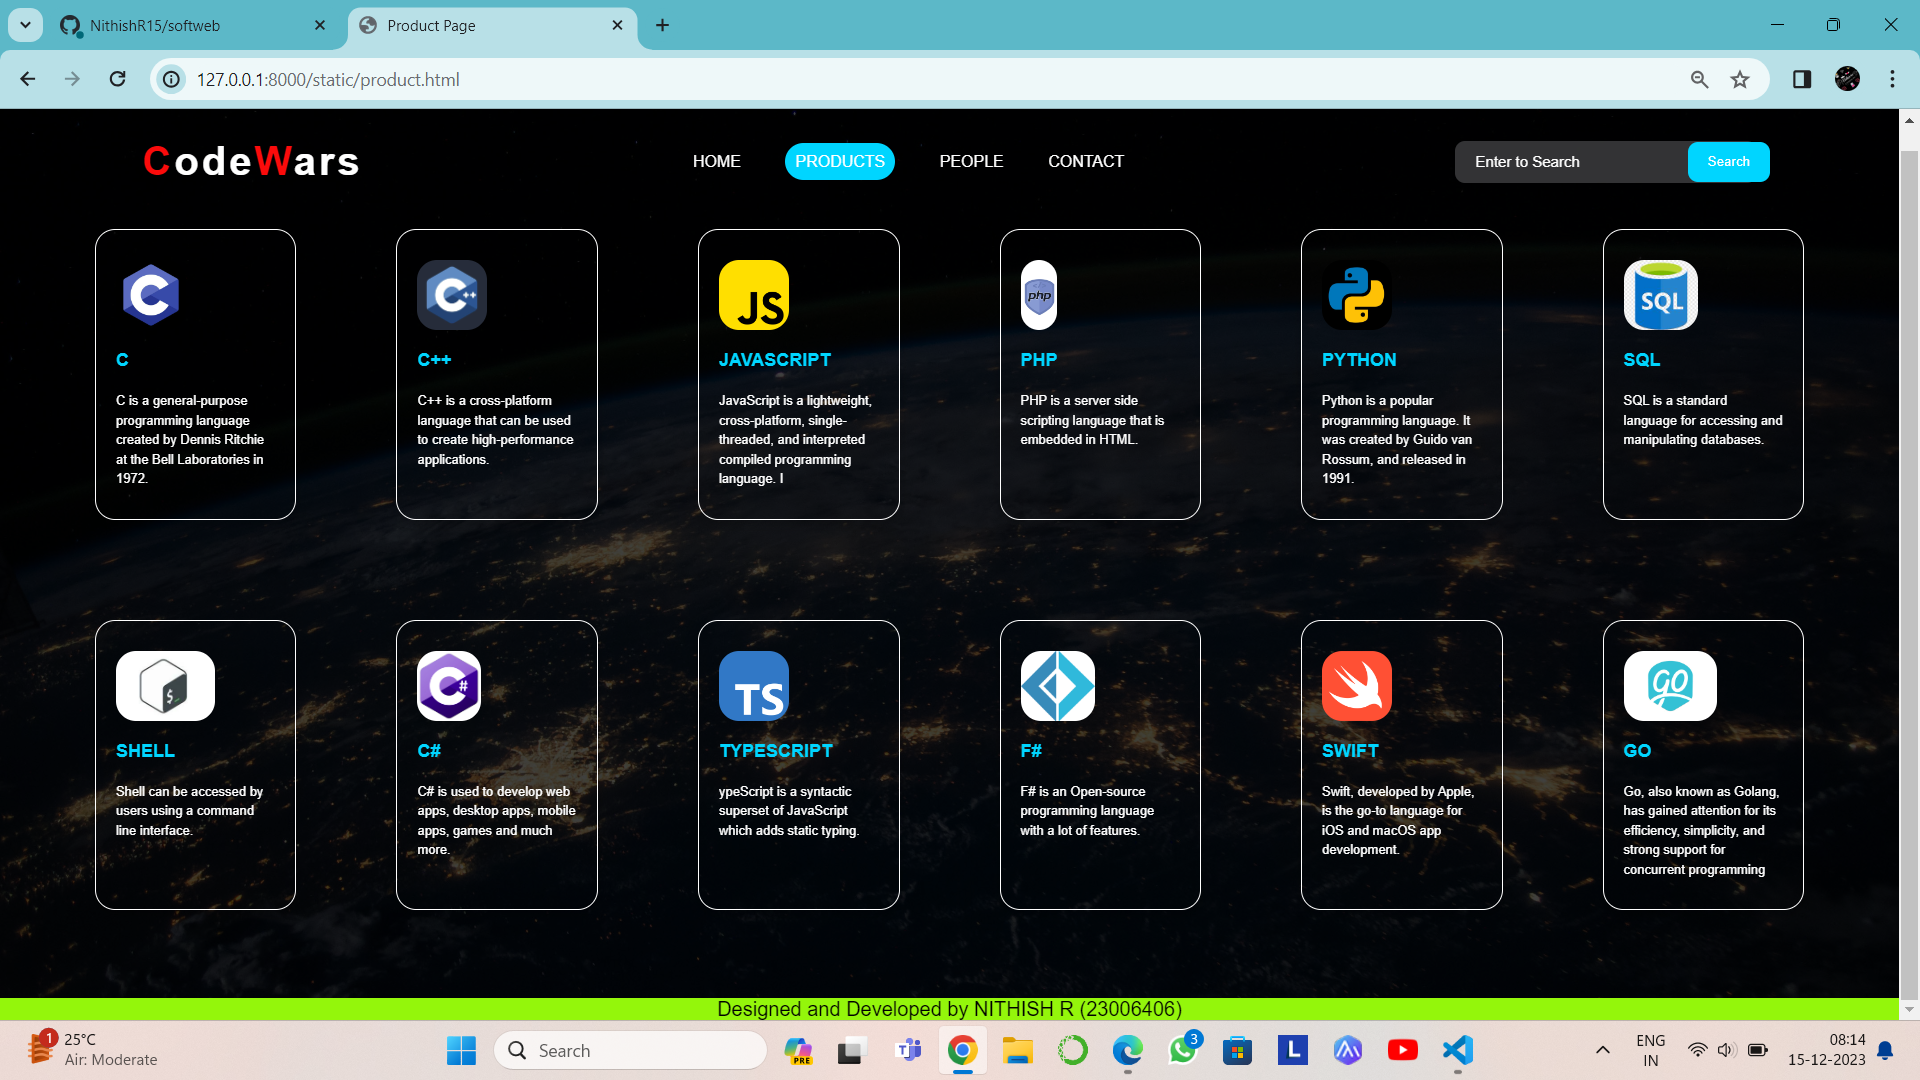 NithishR15/softweb
Product Page
127.0.0.1:8000/static/product.html
CodeWars
HOME
PRODUCTS
PEOPLE
CONTACT
Enter to Search
Search
C
C
C is a general-purpose
programming language
created by Dennis Ritchie
at the Bell Laboratories in
1972.
C++
C++
C++ is a cross-platform
language that can be used
to create high-performance
applications.
JS
JAVASCRIPT
JavaScript is a lightweight,
cross-platform, single-
threaded, and interpreted
compiled programming
language. I
php
PHP
PHP is a server side
scripting language that is
embedded in HTML.
PYTHON
Python is a popular
programming language. It
was created by Guido van
Rossum, and released in
1991.
SQL
SQL
SQL is a standard
language for accessing and
manipulating databases.
$_
SHELL
Shell can be accessed by
users using a command
line interface.
C#
C#
C# is used to develop web
apps, desktop apps, mobile
apps, games and much
more.
TS
TYPESCRIPT
ypeScript is a syntactic
superset of JavaScript
which adds static typing.
F#
F# is an Open-source
programming language
with a lot of features.
SWIFT
Swift, developed by Apple,
is the go-to language for
iOS and macOS app
development.
GO
GO
Go, also known as Golang,
has gained attention for its
efficiency, simplicity, and
strong support for
concurrent programming
Designed and Developed by NITHISH R (23006406)
1
25°C
Air: Moderate
Search
PRE
T
3
L
ENG
IN
08:14
15-12-2023